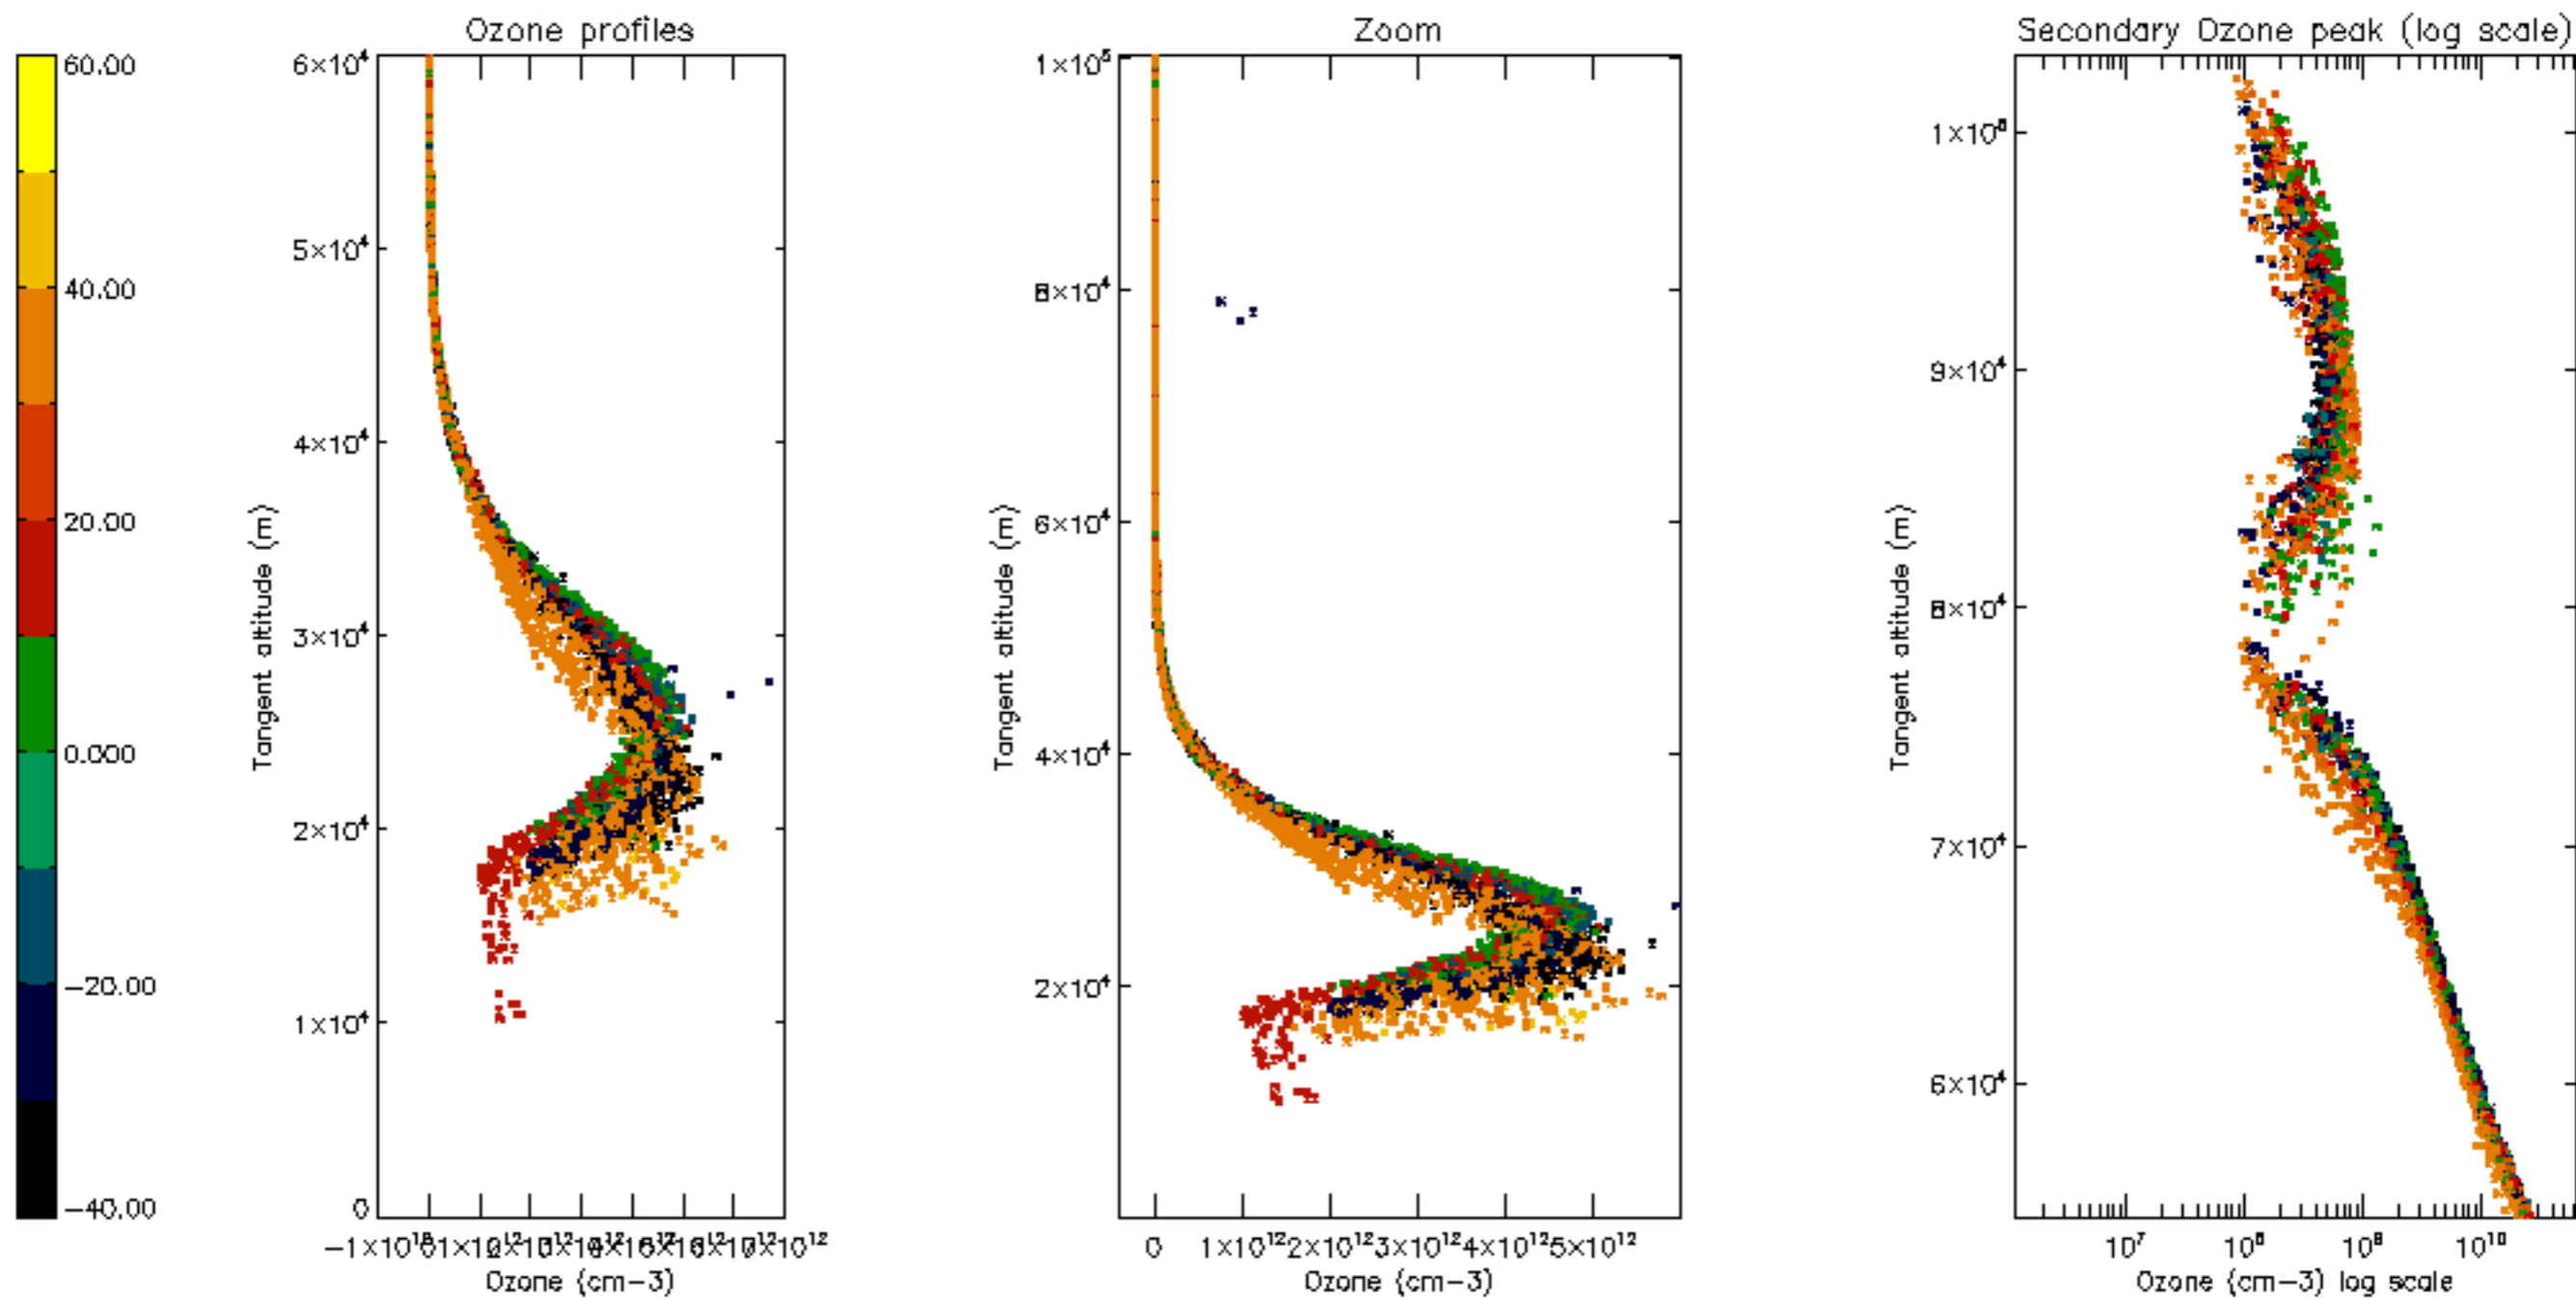 Ozone profiles
Zoom
Secondary Ozone peak (log scale)
60.00
40.00
20.00
0.000
−20.00
−40.00
6×10⁴
5×10⁴
4×10⁴
3×10⁴
2×10⁴
1×10⁴
0
Tangent altitude (m)
Ozone (cm−3)
1×10⁵
8×10⁴
6×10⁴
4×10⁴
2×10⁴
Tangent altitude (m)
0 1×10¹² 2×10¹² 3×10¹² 4×10¹² 5×10¹²
Ozone (cm−3)
9×10⁴
8×10⁴
7×10⁴
6×10⁴
Tangent altitude (m)
10⁷ 10⁸ 10⁹ 10¹⁰
Ozone (cm−3) log scale